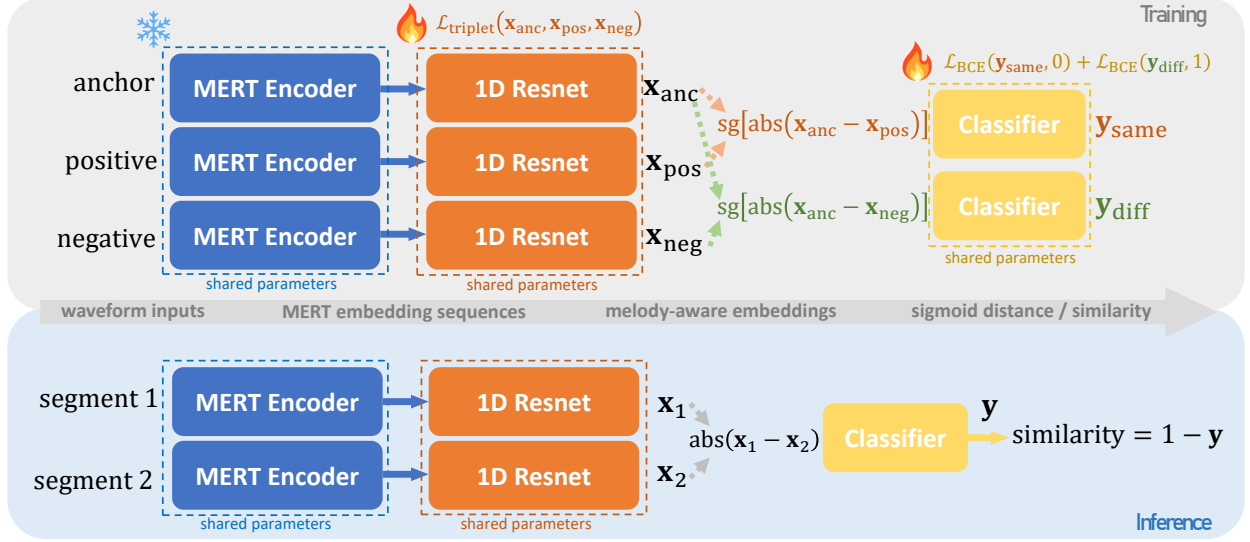 Training
ℒtriplet(xanc, xpos, xneg)
ℒBCE(ysame, 0) + ℒBCE(ydiff, 1)
anchor MERT Encoder 1D Resnet xanc
sg[abs(xanc − xpos)] Classifier ysame
positive MERT Encoder 1D Resnet xpos
sg[abs(xanc − xneg)] Classifier ydiff
negative MERT Encoder 1D Resnet xneg
shared parameters shared parameters shared parameters
waveform inputs MERT embedding sequences melody-aware embeddings sigmoid distance / similarity
segment 1 MERT Encoder 1D Resnet x1
abs(x1 − x2) Classifier y similarity = 1 − y
segment 2 MERT Encoder 1D Resnet x2
shared parameters shared parameters
Inference